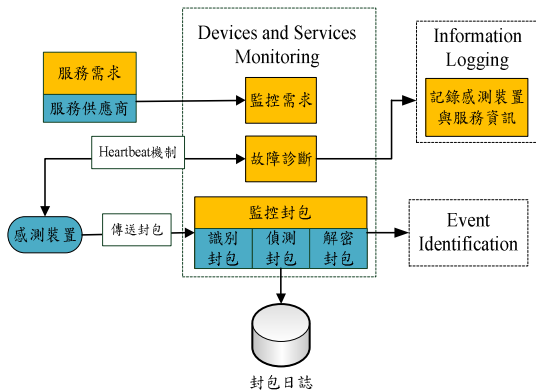 Devices and Services
Monitoring
Information
Logging
服務需求
服務供應商
監控需求
記錄感測裝置
與服務資訊
Heartbeat機制
故障診斷
感測裝置
傳送封包
監控封包
識別
封包
偵測
封包
解密
封包
Event
Identification
封包日誌